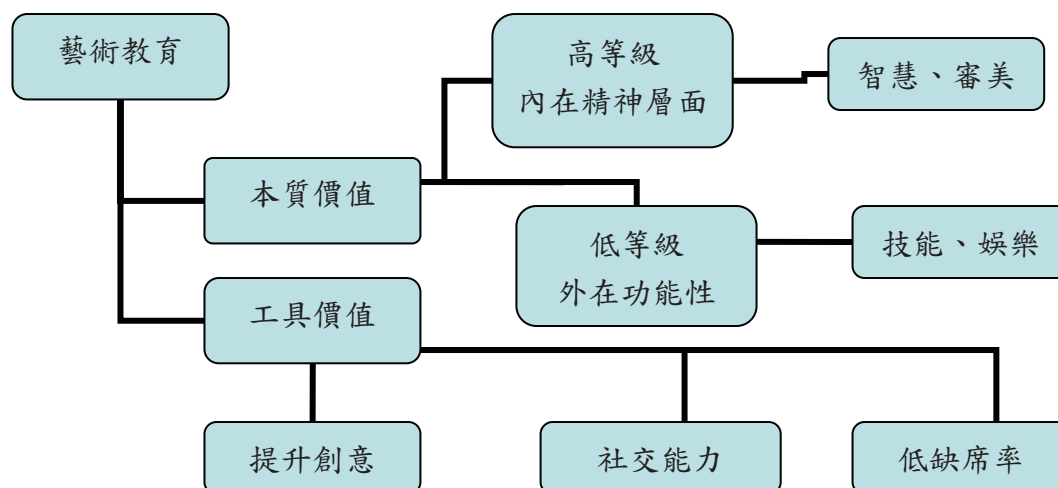 藝術教育
高等級
內在精神層面
智慧、審美
本質價值
低等級
外在功能性
技能、娛樂
工具價值
提升創意
社交能力
低缺席率